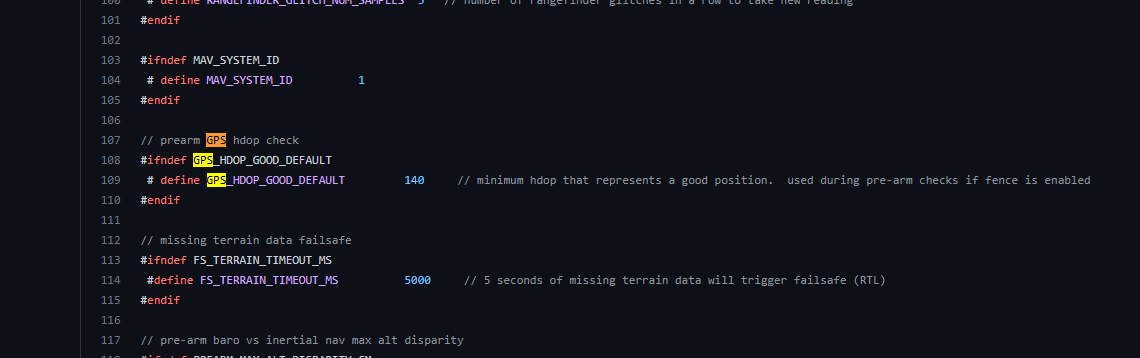 100 # define RANGEFINDER_GLITCH_NUM_SAMPLES 3 // number of rangefinder glitches in a row to take new reading
101 #endif
102
103 #ifndef MAV_SYSTEM_ID
104 # define MAV_SYSTEM_ID 1
105 #endif
106
107 // prearm GPS hdop check
108 #ifndef GPS_HDOP_GOOD_DEFAULT
109 # define GPS_HDOP_GOOD_DEFAULT 140 // minimum hdop that represents a good position.  used during pre-arm checks if fence is enabled
110 #endif
111
112 // missing terrain data failsafe
113 #ifndef FS_TERRAIN_TIMEOUT_MS
114 #define FS_TERRAIN_TIMEOUT_MS 5000 // 5 seconds of missing terrain data will trigger failsafe (RTL)
115 #endif
116
117 // pre-arm baro vs inertial nav max alt disparity
118 #ifndef PREARM_MAX_ALT_DISPARITY_CM